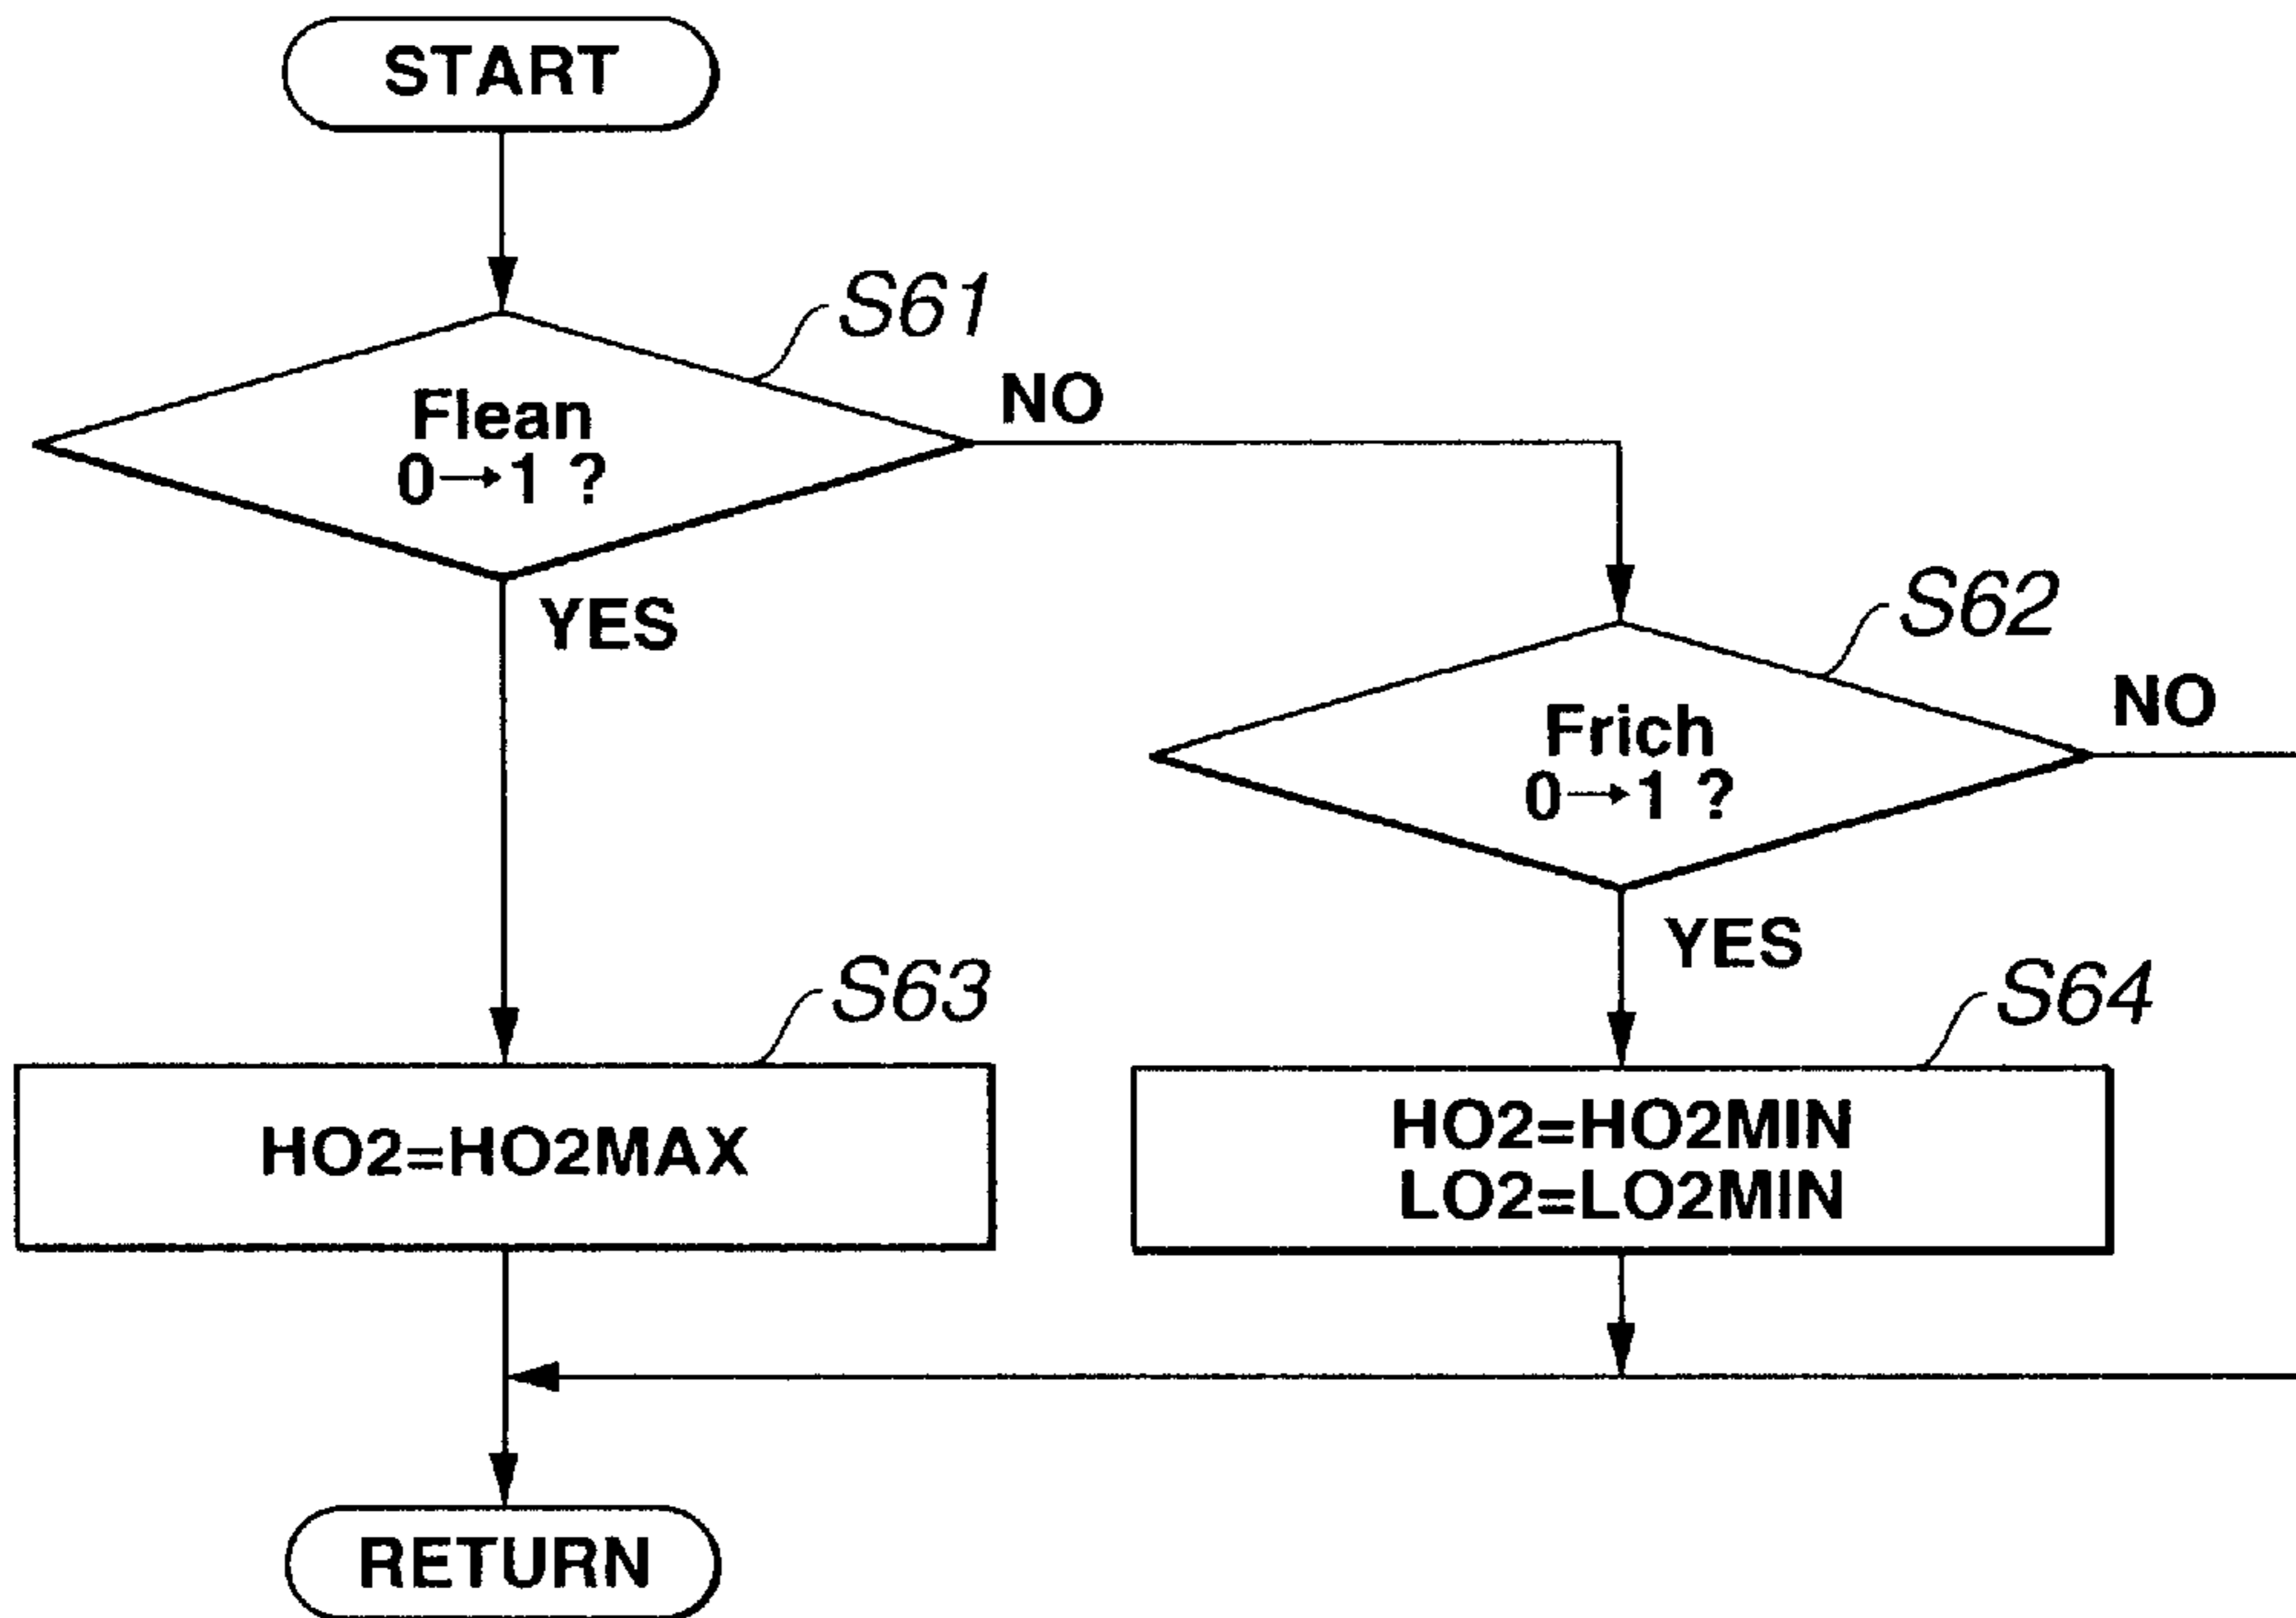 START
S61
Flean
0→1 ?
NO
YES
S62
Frich
0→1 ?
NO
YES
S63
HO2=HO2MAX
S64
HO2=HO2MIN
LO2=LO2MIN
RETURN